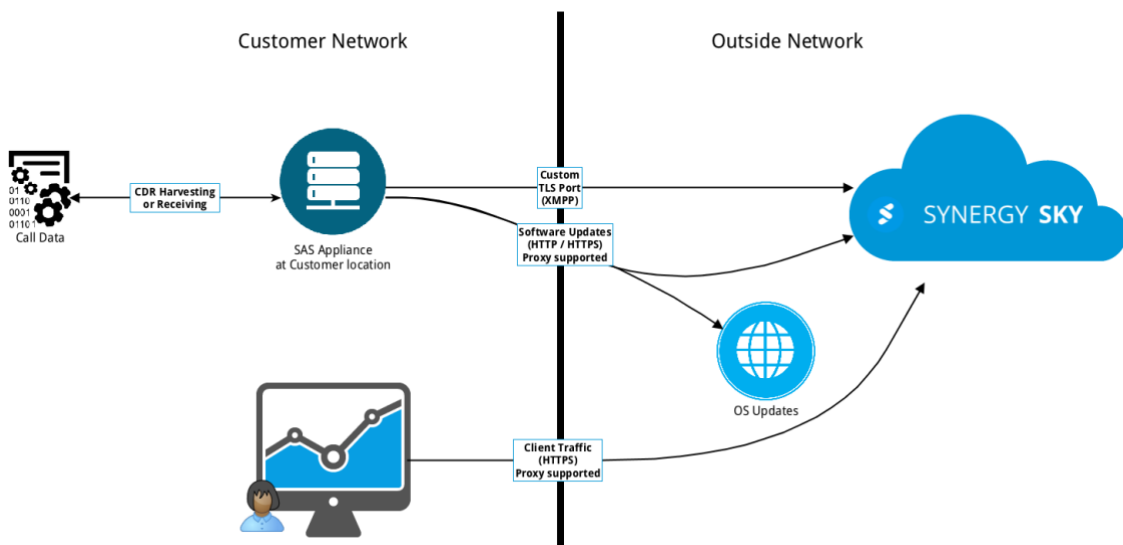 Customer Network
Outside Network
01
0110
0001
01101
Call Data
CDR Harvesting
or Receiving
SAS Appliance
at Customer location
Custom
TLS Port
(XMPP)
Software Updates
(HTTP / HTTPS)
Proxy supported
SYNERGY SKY
OS Updates
Client Traffic
(HTTPS)
Proxy supported